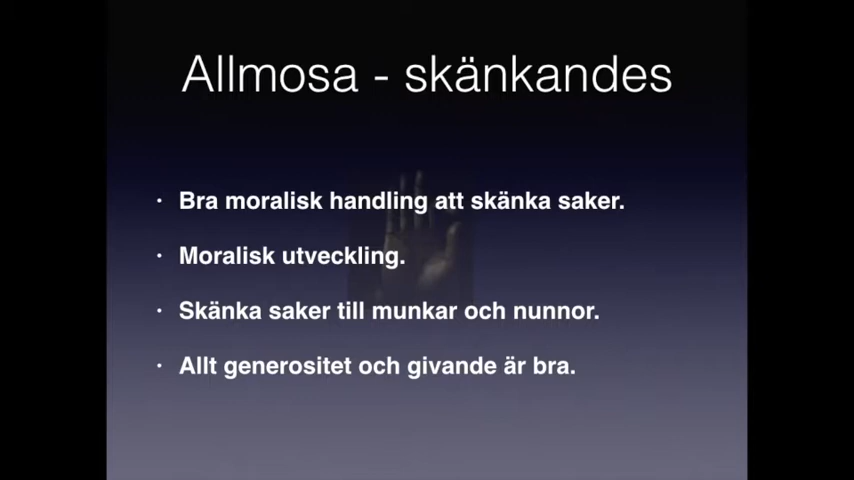 Allmosa - skänkandes
· Bra moralisk handling att skänka saker.
· Moralisk utveckling.
· Skänka saker till munkar och nunnor.
· Allt generositet och givande är bra.